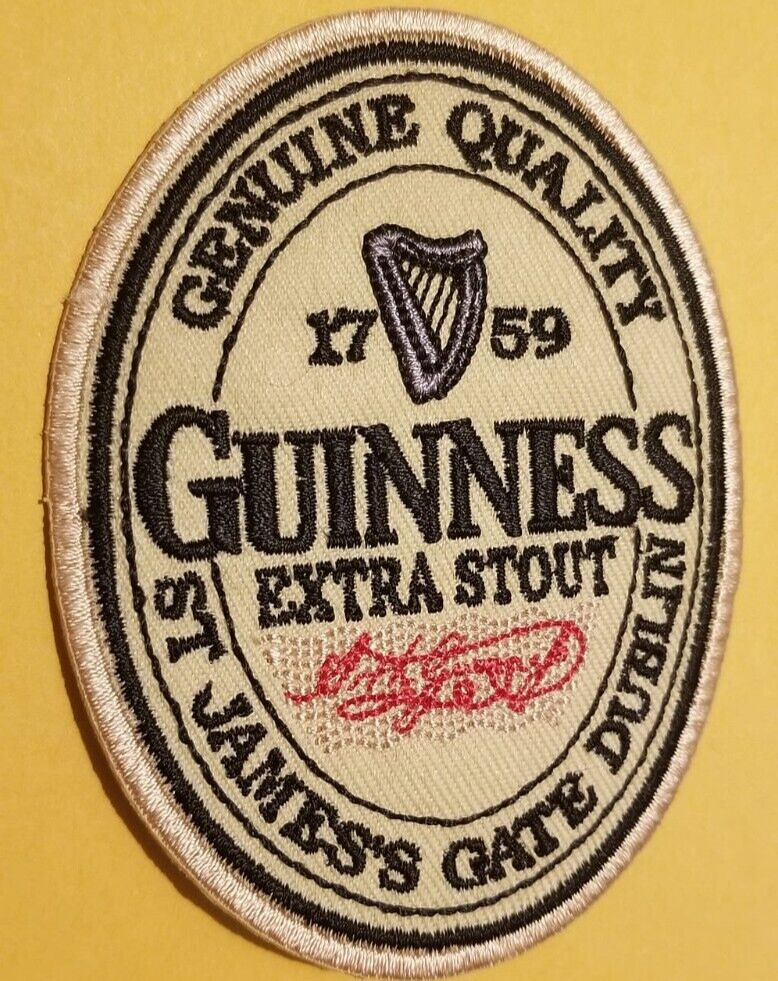 GENUINE QUALITY
17 59
GUINNESS
EXTRA STOUT
ST JAMES'S GATE DUBLIN